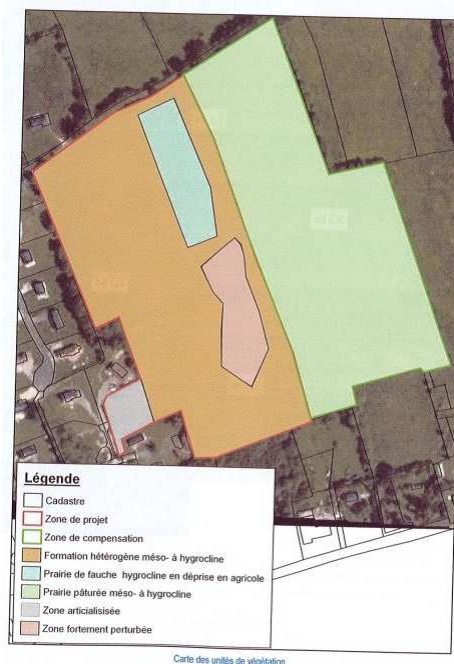 Légende
Cadastre
Zone de projet
Zone de compensation
Formation hétérogène méso- à hygrocline
Prairie de fauche hygrocline en déprise en agricole
Prairie pâturée méso- à hygrocline
Zone articialisisée
Zone fortement perturbée
Carte des unités de végétation